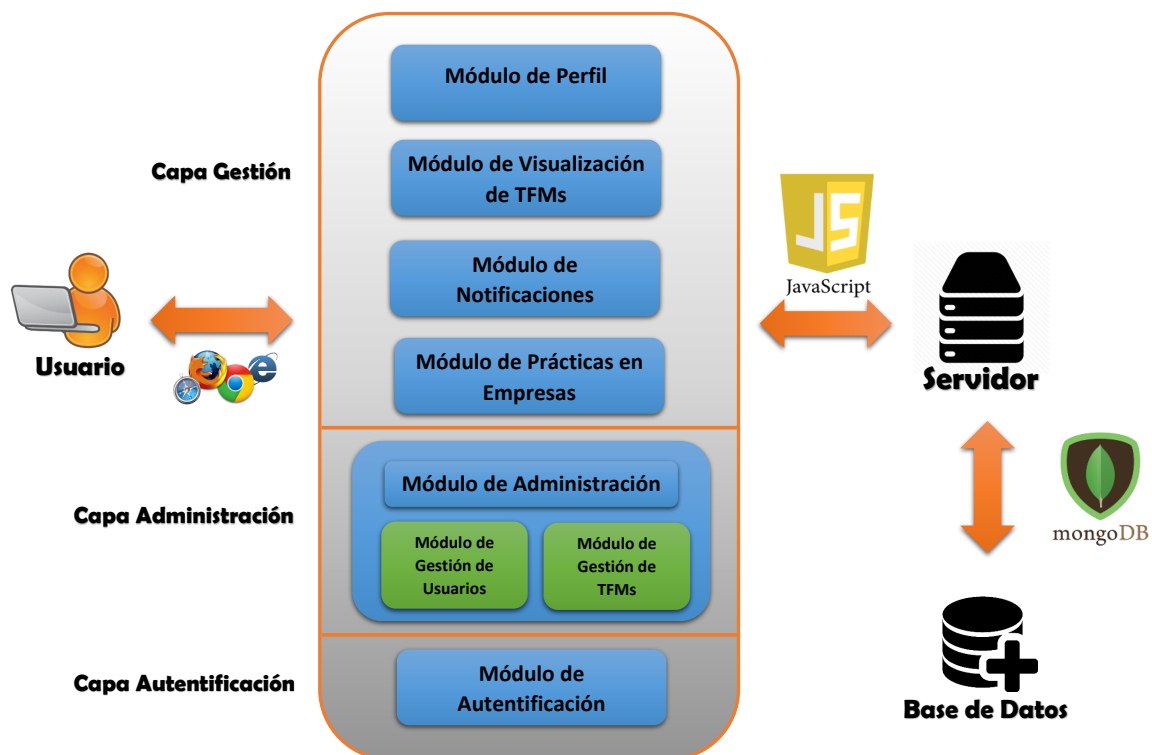 Módulo de Perfil
Capa Gestión
Módulo de Visualización
de TFMs
JS
JavaScript
Módulo de
Notificaciones
Usuario
Servidor
Módulo de Prácticas en
Empresas
Capa Administración
Módulo de Administración
Módulo de
Gestión de
Usuarios
Módulo de
Gestión de
TFMs
mongoDB
Capa Autentificación
Módulo de
Autentificación
Base de Datos